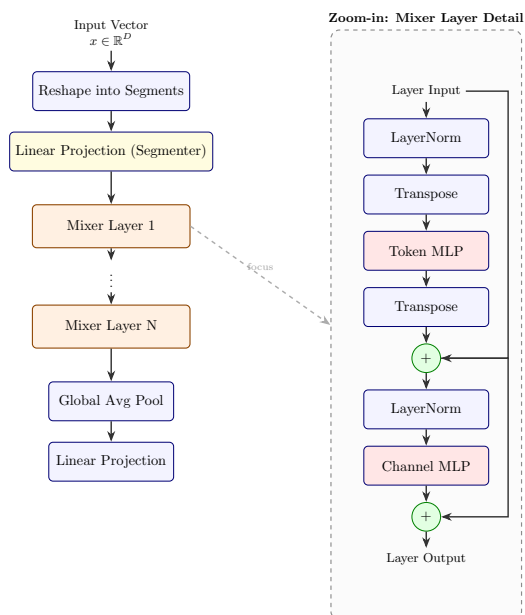 Input Vector
x ∈ ℝ^D
Reshape into Segments
Linear Projection (Segmenter)
Mixer Layer 1
⋮
Mixer Layer N
Global Avg Pool
Linear Projection
focus
Zoom-in: Mixer Layer Detail
Layer Input
LayerNorm
Transpose
Token MLP
Transpose
+
LayerNorm
Channel MLP
+
Layer Output